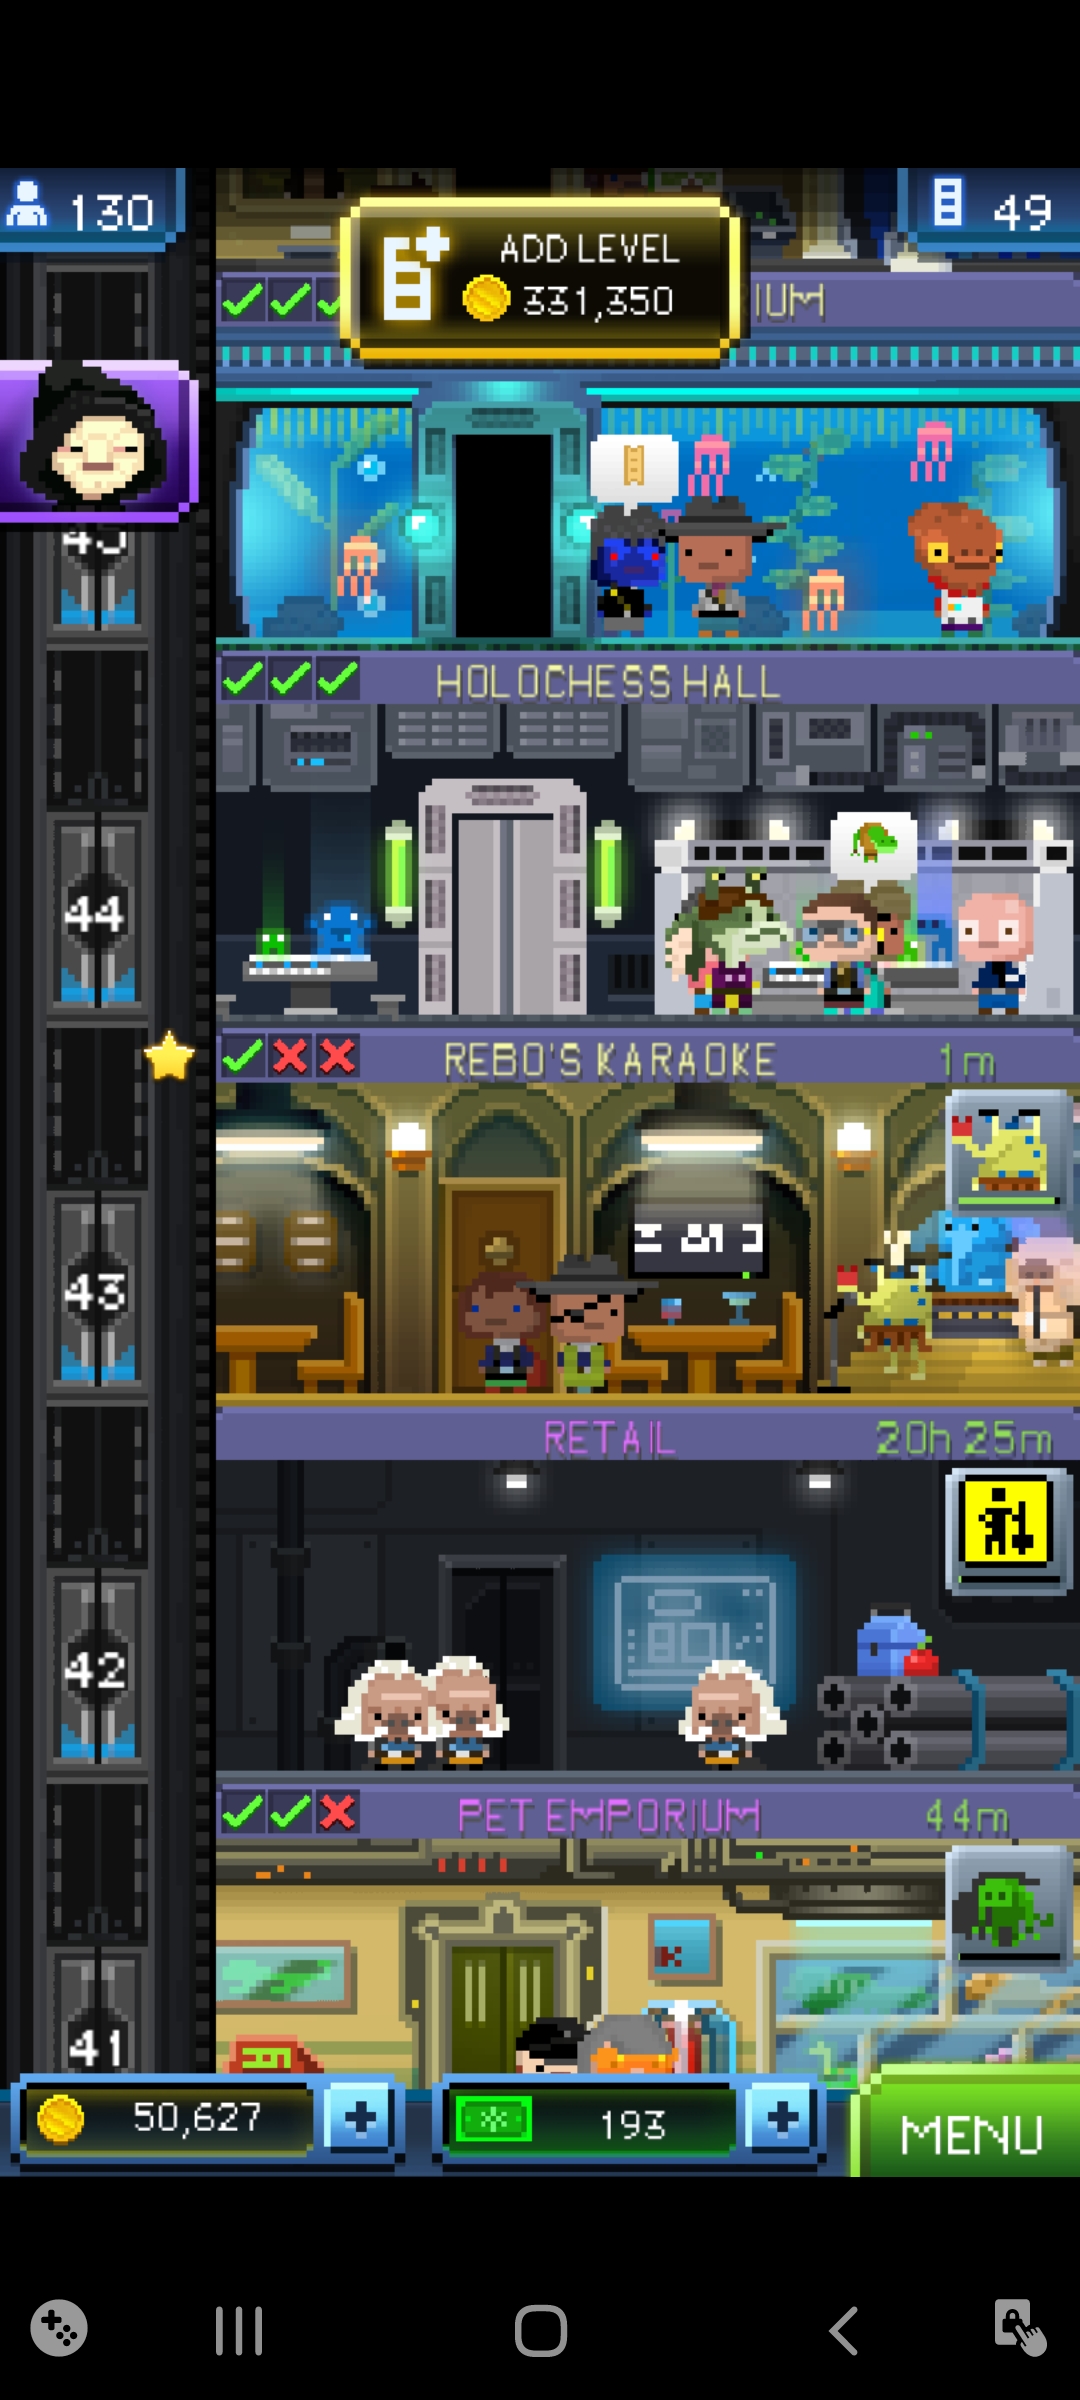 130
49
ADD LEVEL
331,350
IUM
45
HOLOCHESS HALL
44
REBO'S KARAOKE 1m
43
RETAIL 20h 25m
42
PET EMPORIUM 44m
41
50,627
193
MENU